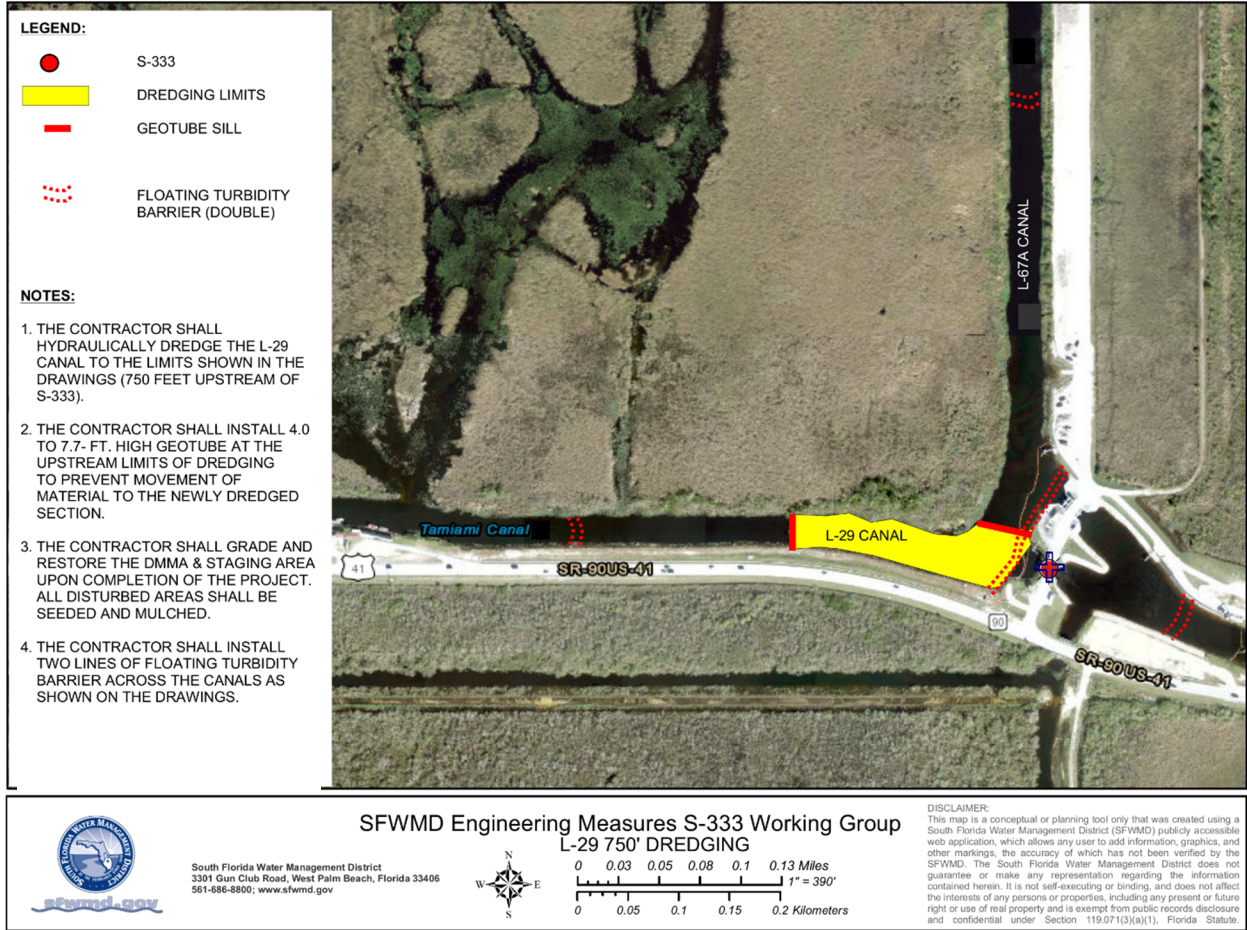 LEGEND:
S-333
DREDGING LIMITS
GEOTUBE SILL
FLOATING TURBIDITY
BARRIER (DOUBLE)
NOTES:
1. THE CONTRACTOR SHALL
HYDRAULICALLY DREDGE THE L-29
CANAL TO THE LIMITS SHOWN IN THE
DRAWINGS (750 FEET UPSTREAM OF
S-333).
2. THE CONTRACTOR SHALL INSTALL 4.0
TO 7.7- FT. HIGH GEOTUBE AT THE
UPSTREAM LIMITS OF DREDGING
TO PREVENT MOVEMENT OF
MATERIAL TO THE NEWLY DREDGED
SECTION.
3. THE CONTRACTOR SHALL GRADE AND
RESTORE THE DMMA & STAGING AREA
UPON COMPLETION OF THE PROJECT.
ALL DISTURBED AREAS SHALL BE
SEEDED AND MULCHED.
4. THE CONTRACTOR SHALL INSTALL
TWO LINES OF FLOATING TURBIDITY
BARRIER ACROSS THE CANALS AS
SHOWN ON THE DRAWINGS.
L-67A CANAL
Tamiami Canal
L-29 CANAL
41
SR-90US-41
90
SR-90 US-41
SOUTH FLORIDA WATER MANAGEMENT DISTRICT
sfwmd.gov
South Florida Water Management District
3301 Gun Club Road, West Palm Beach, Florida 33406
561-686-8800; www.sfwmd.gov
SFWMD Engineering Measures S-333 Working Group
L-29 750' DREDGING
N
W
E
S
0 0.03 0.05 0.08 0.1 0.13 Miles
1" = 390'
0 0.05 0.1 0.15 0.2 Kilometers
DISCLAIMER:
This map is a conceptual or planning tool only that was created using a
South Florida Water Management District (SFWMD) publicly accessible
web application, which allows any user to add information, graphics, and
other markings, the accuracy of which has not been verified by the
SFWMD. The South Florida Water Management District does not
guarantee or make any representation regarding the information
contained herein. It is not self-executing or binding, and does not affect
the interests of any persons or properties, including any present or future
right or use of real property and is exempt from public records disclosure
and confidential under Section 119.071(3)(a)(1), Florida Statute.